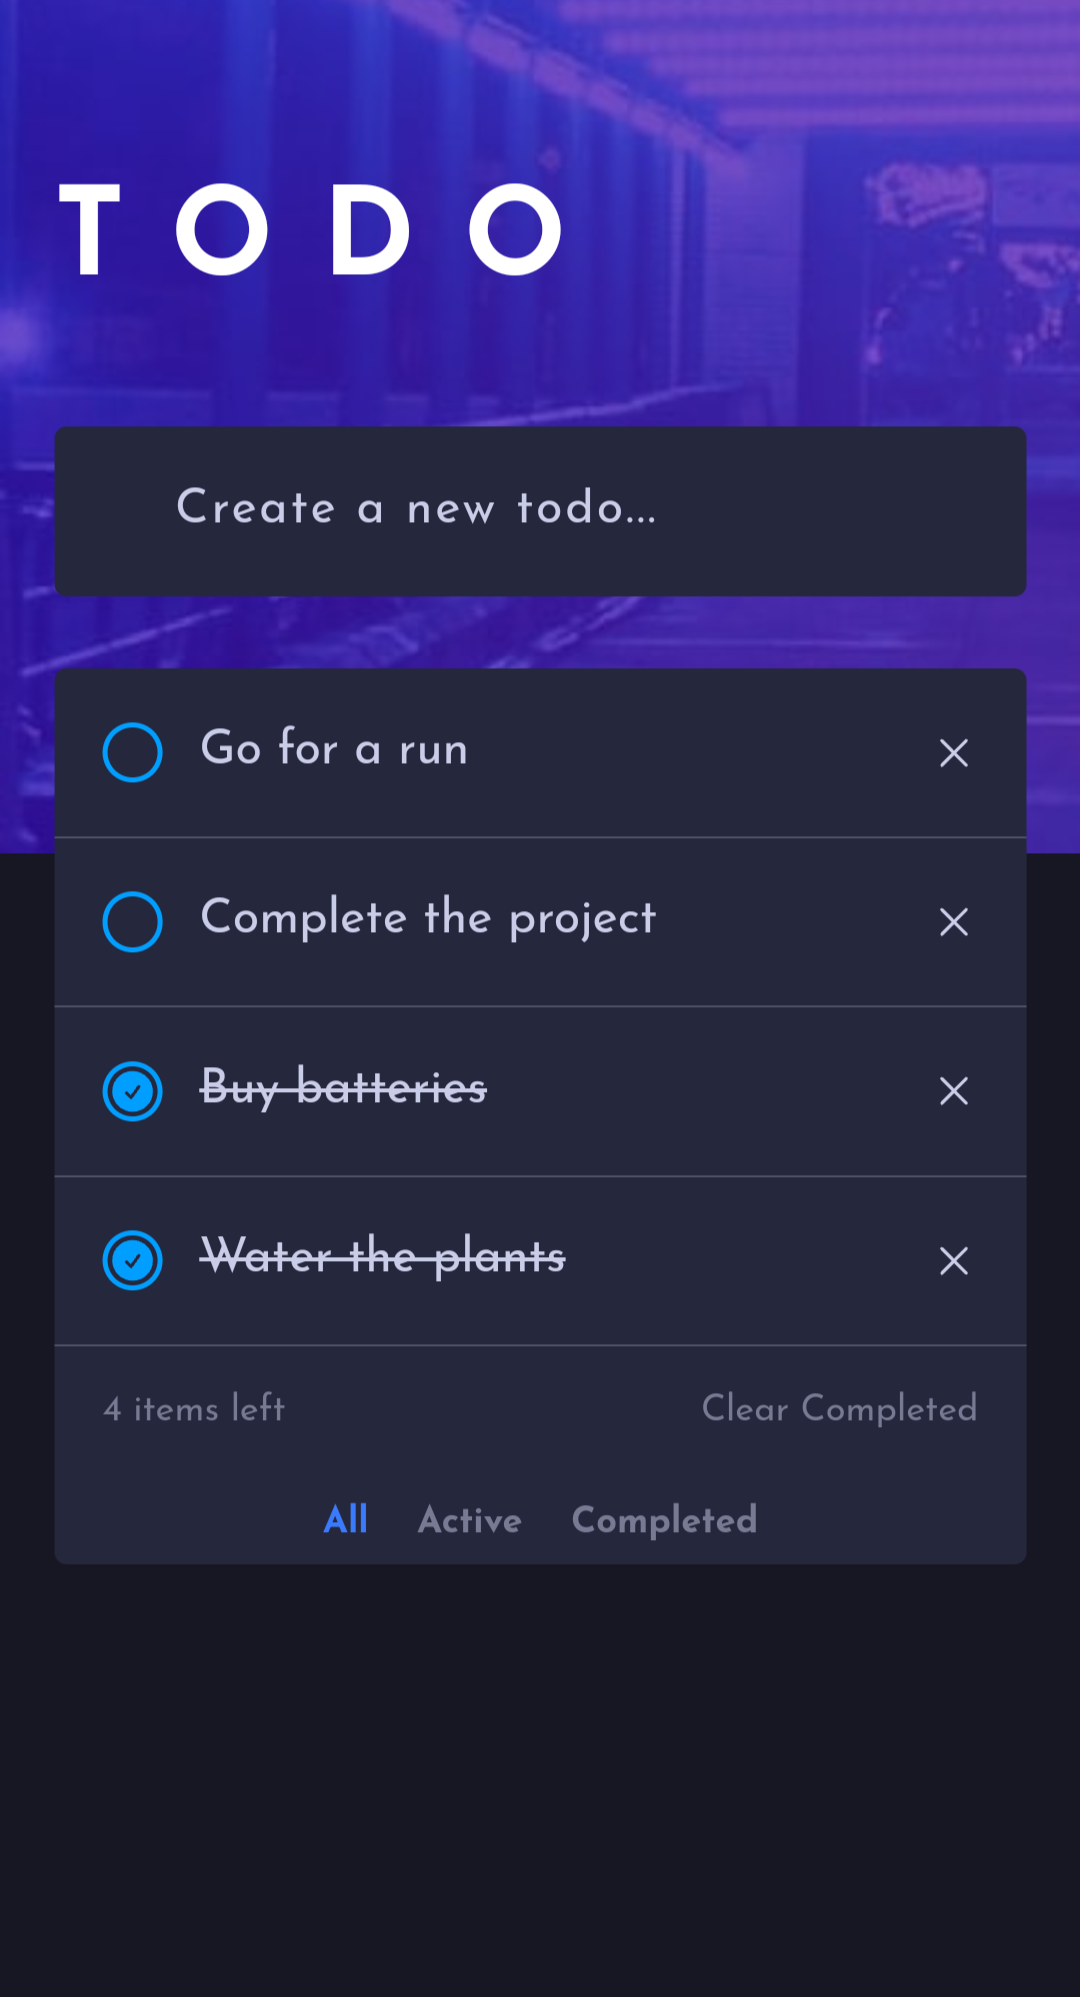 TODO
Create a new todo...
Go for a run
Complete the project
Buy batteries
Water the plants
4 items left Clear Completed
All Active Completed